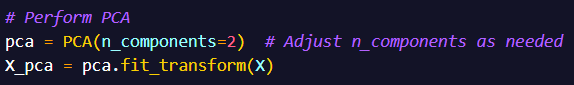 # Perform PCA
pca = PCA(n_components=2)  # Adjust n_components as needed
X_pca = pca.fit_transform(X)